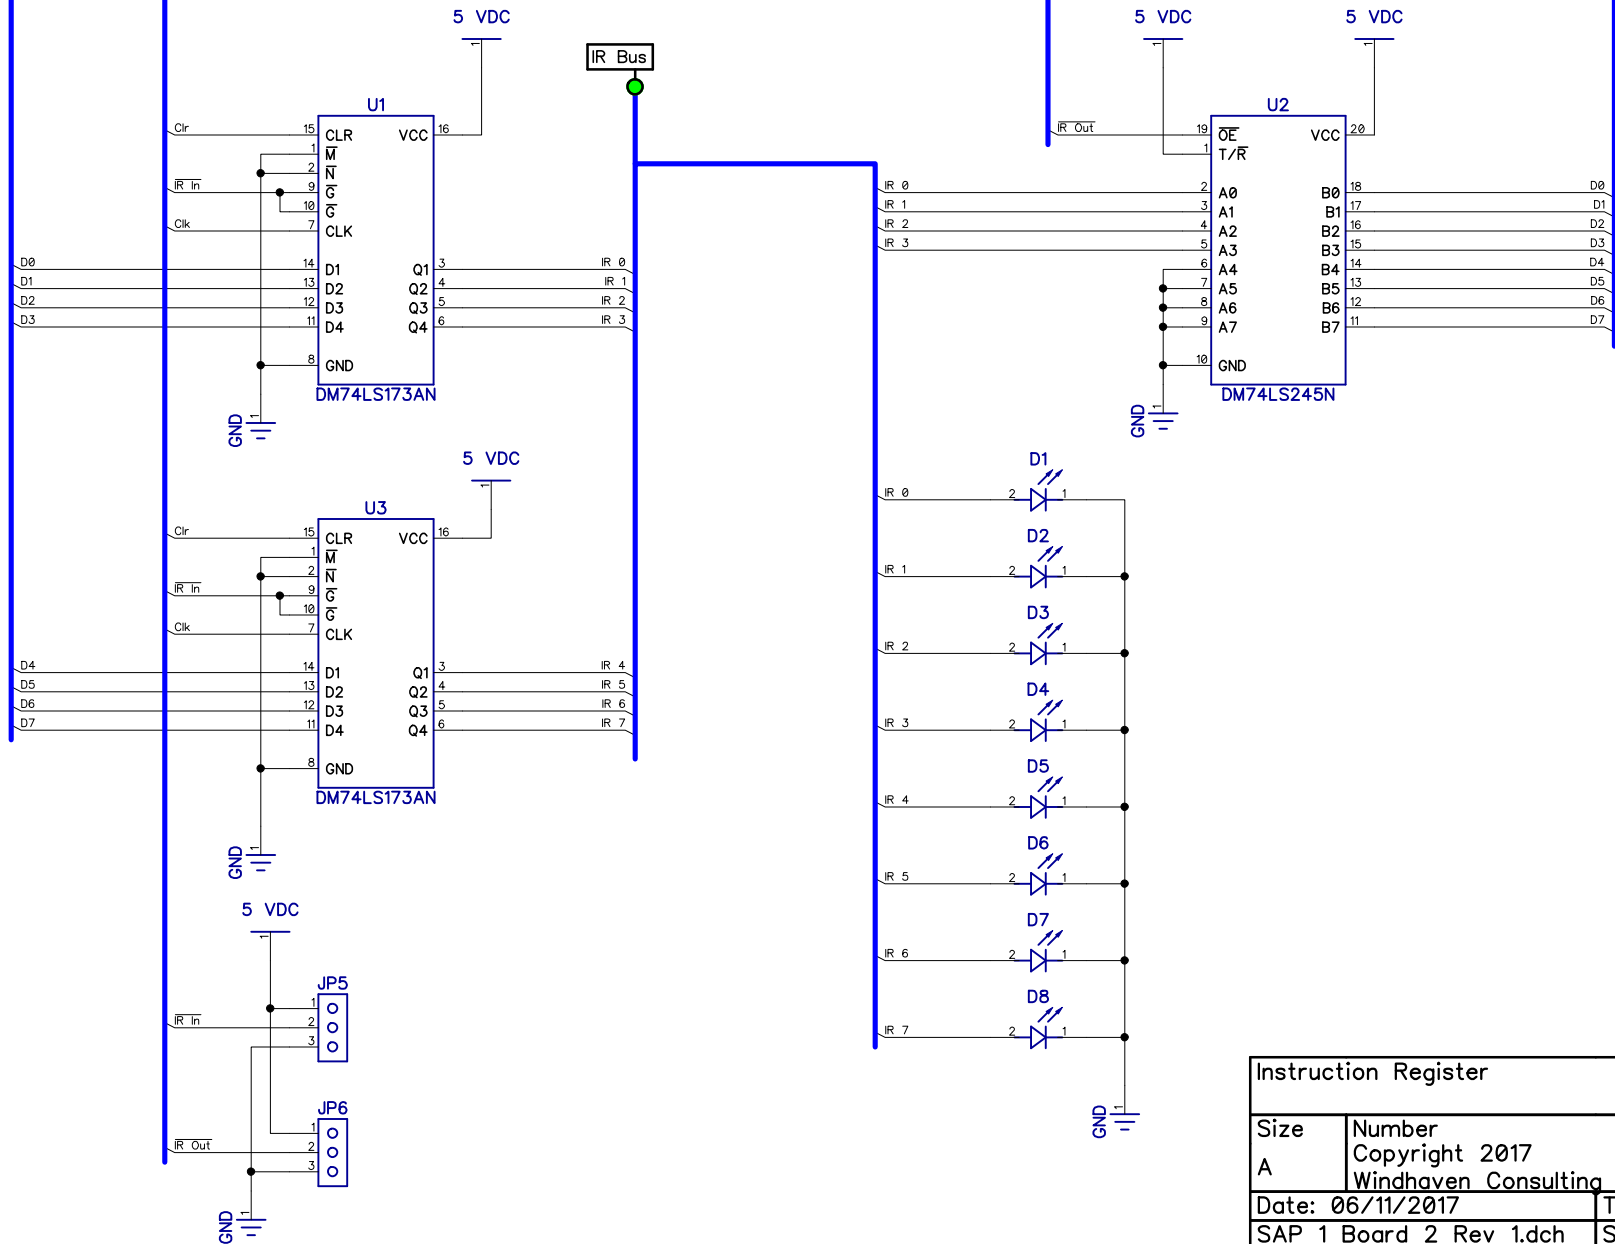 5 VDC
IR Bus
5 VDC
5 VDC
U1
Clr
15 CLR
VCC 16
1 M̅
2 N̅
I̅R̅ ̅I̅n̅
9 G̅
10 G̅
Clk
7 CLK
D0
14 D1
Q1 3
IR 0
D1
13 D2
Q2 4
IR 1
D2
12 D3
Q3 5
IR 2
D3
11 D4
Q4 6
IR 3
8 GND
DM74LS173AN
GND
1
1
U2
I̅R̅ ̅O̅u̅t̅
19 O̅E̅
VCC 20
1 T/R̅
IR 0
2 A0
B0 18
D0
IR 1
3 A1
B1 17
D1
IR 2
4 A2
B2 16
D2
IR 3
5 A3
B3 15
D3
6 A4
B4 14
D4
7 A5
B5 13
D5
8 A6
B6 12
D6
9 A7
B7 11
D7
10 GND
DM74LS245N
GND
1
1
1
5 VDC
1
U3
Clr
15 CLR
VCC 16
1 M̅
2 N̅
I̅R̅ ̅I̅n̅
9 G̅
10 G̅
Clk
7 CLK
D4
14 D1
Q1 3
IR 4
D5
13 D2
Q2 4
IR 5
D6
12 D3
Q3 5
IR 6
D7
11 D4
Q4 6
IR 7
8 GND
DM74LS173AN
GND
1
D1
IR 0
2 1
D2
IR 1
2 1
D3
IR 2
2 1
D4
IR 3
2 1
D5
IR 4
2 1
D6
IR 5
2 1
D7
IR 6
2 1
D8
IR 7
2 1
GND
1
5 VDC
1
JP5
1
I̅R̅ ̅I̅n̅
2
3
JP6
1
I̅R̅ ̅O̅u̅t̅
2
3
GND
1
Instruction Register
Size
A
Number
Copyright 2017
Windhaven Consulting
Date: 06/11/2017
T
SAP 1 Board 2 Rev 1.dch
S